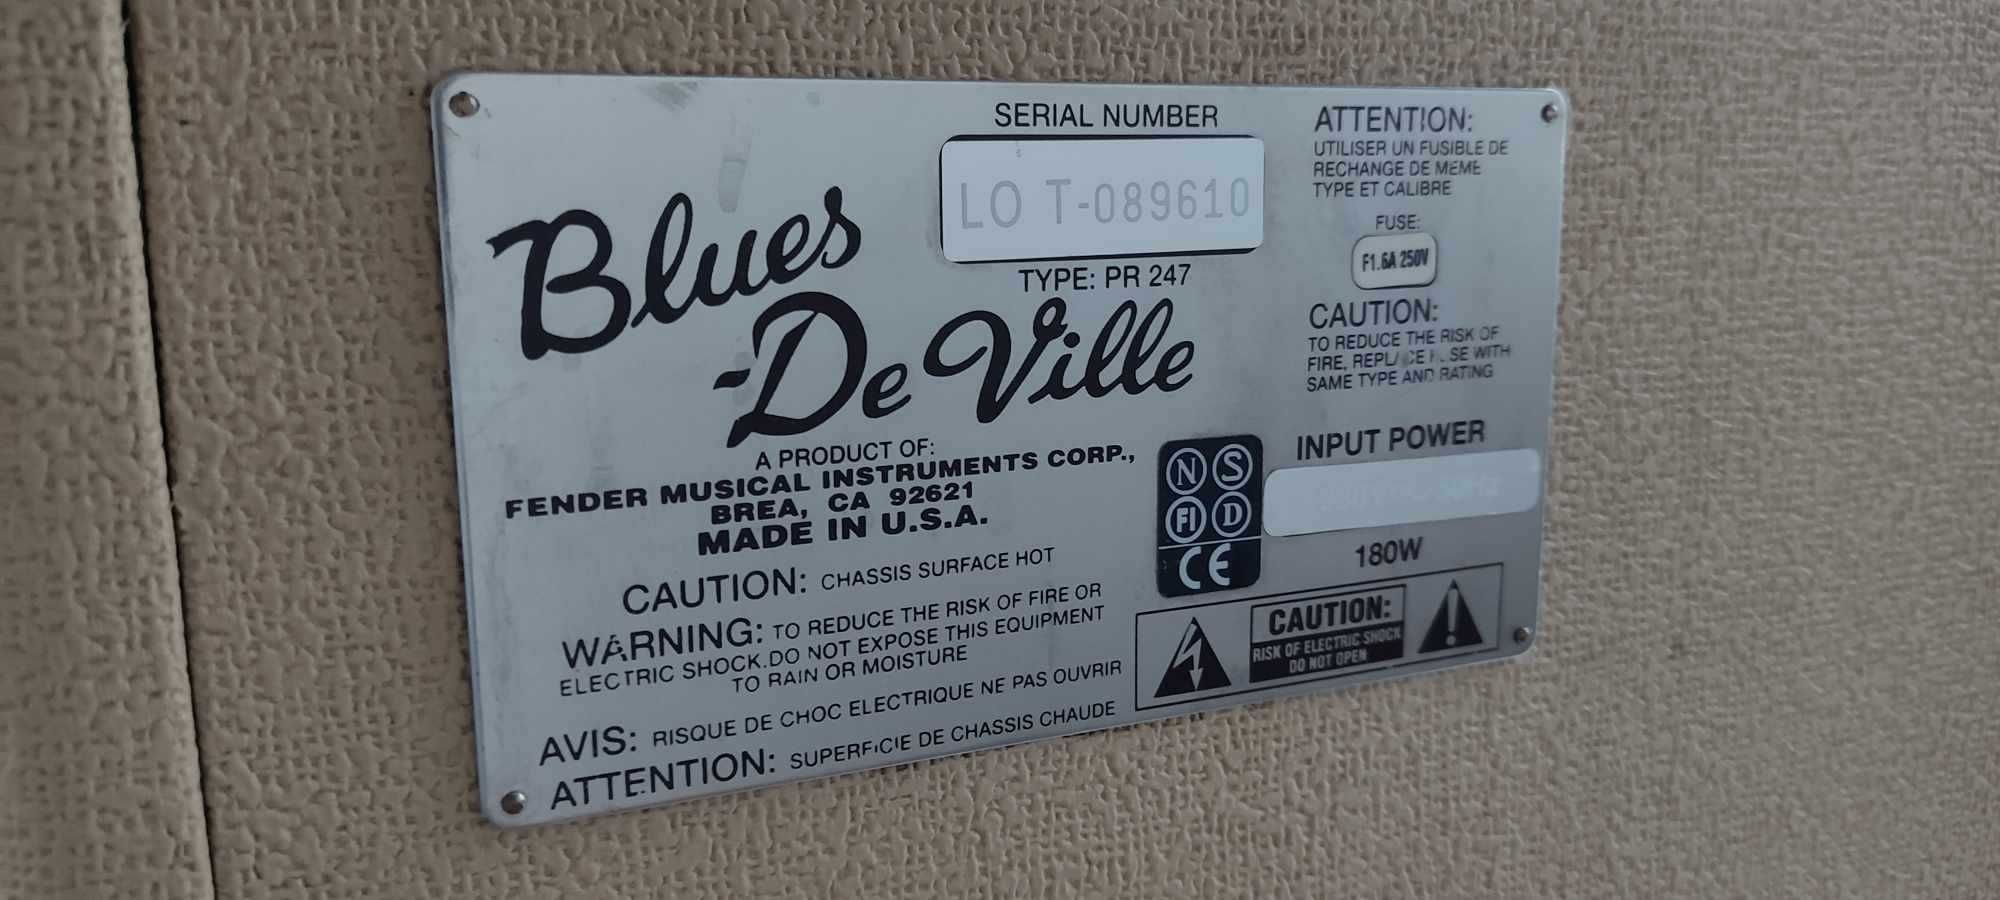 Blues
De Ville
SERIAL NUMBER
LO T-089610
TYPE: PR 247
A PRODUCT OF:
FENDER MUSICAL INSTRUMENTS CORP.,
BREA, CA 92621
MADE IN U.S.A.
CAUTION: CHASSIS SURFACE HOT
WARNING: TO REDUCE THE RISK OF FIRE OR
ELECTRIC SHOCK.DO NOT EXPOSE THIS EQUIPMENT
TO RAIN OR MOISTURE
AVIS: RISQUE DE CHOC ELECTRIQUE NE PAS OUVRIR
ATTENTION: SUPERFICIE DE CHASSIS CHAUDE
ATTENTION:
UTILISER UN FUSIBLE DE
RECHANGE DE MEME
TYPE ET CALIBRE
FUSE:
F1.6A 250V
CAUTION:
TO REDUCE THE RISK OF
FIRE, REPLACE FUSE WITH
SAME TYPE AND RATING
INPUT POWER
180W
N S
FI D
CE
CAUTION:
RISK OF ELECTRIC SHOCK
DO NOT OPEN